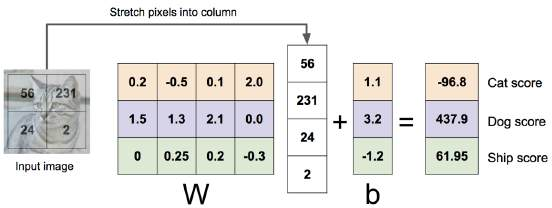 Stretch pixels into column
56 231
24 2
Input image
0.2 -0.5 0.1 2.0
1.5 1.3 2.1 0.0
0 0.25 0.2 -0.3
W
56
231
24
2
+
1.1
3.2
-1.2
b
=
-96.8 Cat score
437.9 Dog score
61.95 Ship score